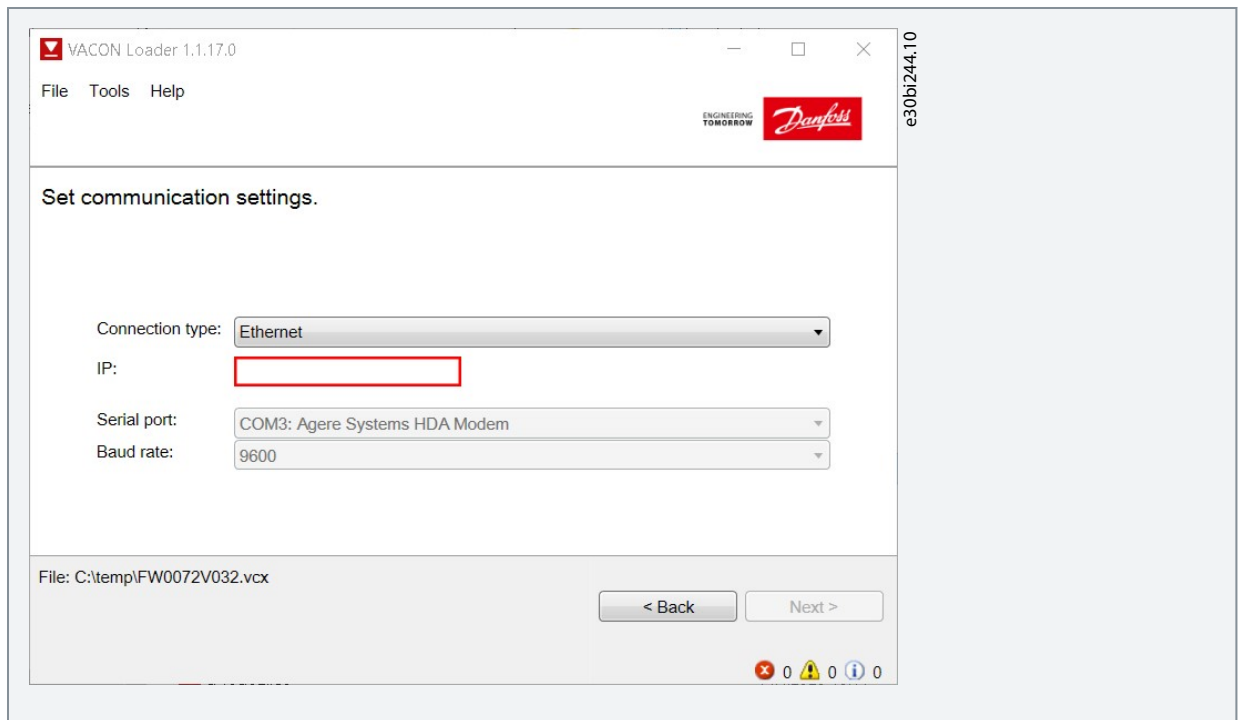 VACON Loader 1.1.17.0
File Tools Help
ENGINEERING
TOMORROW
Danfoss
e30bi244.10
Set communication settings.
Connection type: Ethernet
IP:
Serial port: COM3: Agere Systems HDA Modem
Baud rate: 9600
File: C:\temp\FW0072V032.vcx
< Back Next >
0 0 0